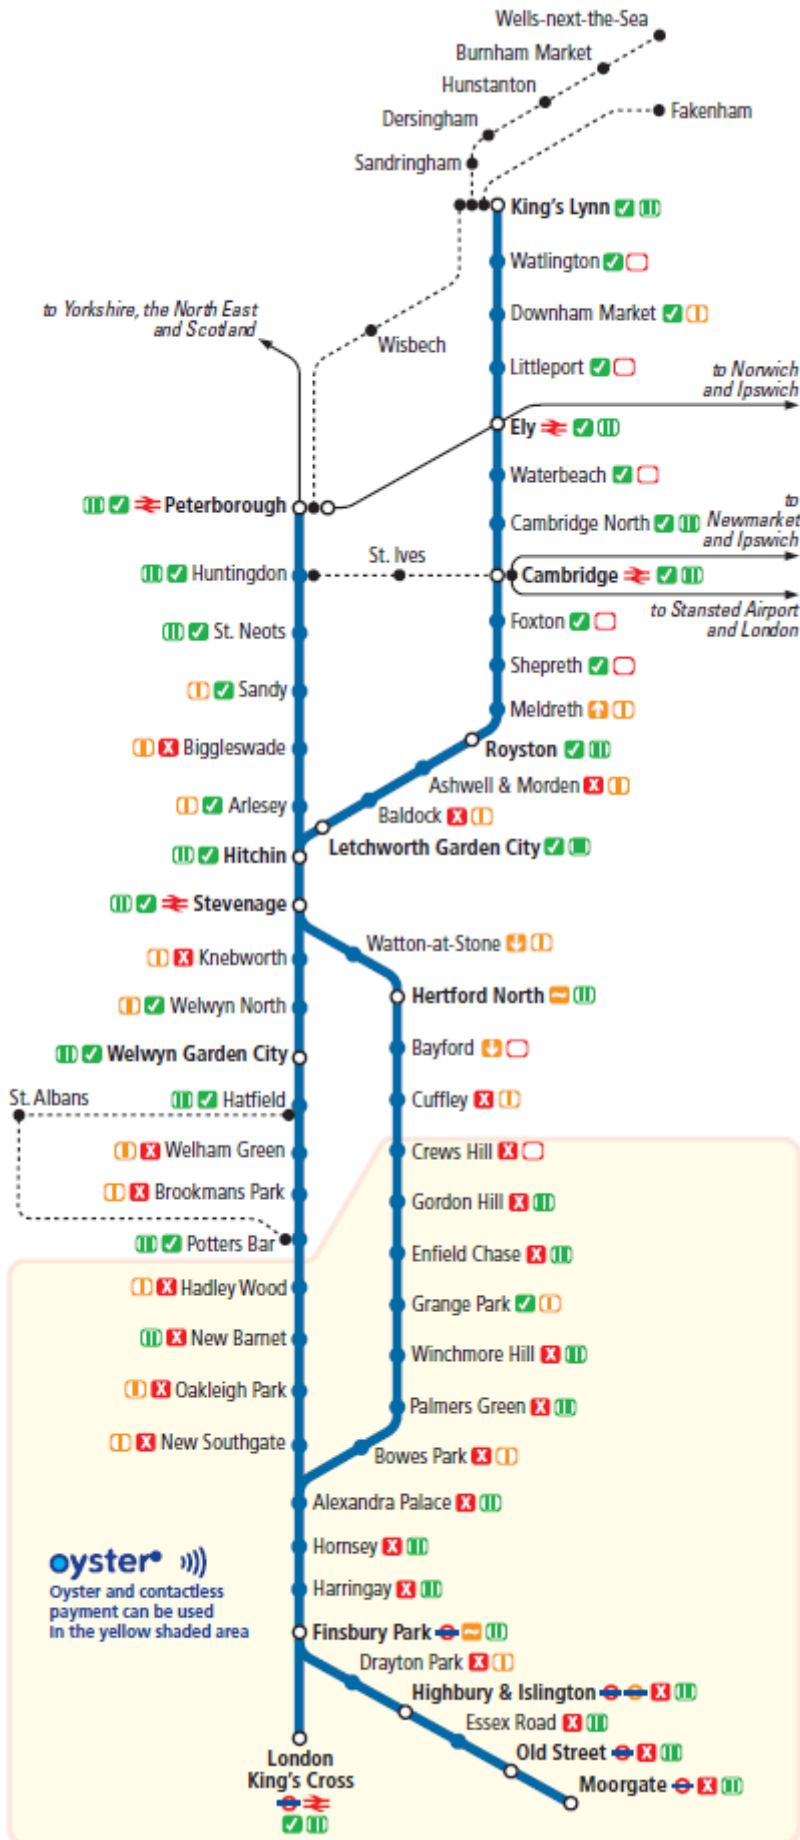 Wells-next-the-Sea
Burnham Market
Hunstanton
Fakenham
Dersingham
Sandringham
King's Lynn
Watlington
to Yorkshire, the North East
and Scotland
Downham Market
Wisbech
Littleport
to Norwich
and Ipswich
Ely
Waterbeach
Peterborough
to
Newmarket
and Ipswich
Cambridge North
St. Ives
Huntingdon
Cambridge
to Stansted Airport
and London
Foxton
St. Neots
Shepreth
Sandy
Meldreth
Biggleswade
Royston
Ashwell & Morden
Arlesey
Baldock
Letchworth Garden City
Hitchin
Stevenage
Watton-at-Stone
Knebworth
Hertford North
Welwyn North
Bayford
Welwyn Garden City
St. Albans
Hatfield
Cuffley
Welham Green
Crews Hill
Brookmans Park
Gordon Hill
Potters Bar
Enfield Chase
Hadley Wood
Grange Park
New Barnet
Winchmore Hill
Oakleigh Park
Palmers Green
New Southgate
Bowes Park
Alexandra Palace
Hornsey
oyster
Oyster and contactless
payment can be used
In the yellow shaded area
Harringay
Finsbury Park
Drayton Park
Highbury & Islington
Essex Road
Old Street
London
King's Cross
Moorgate